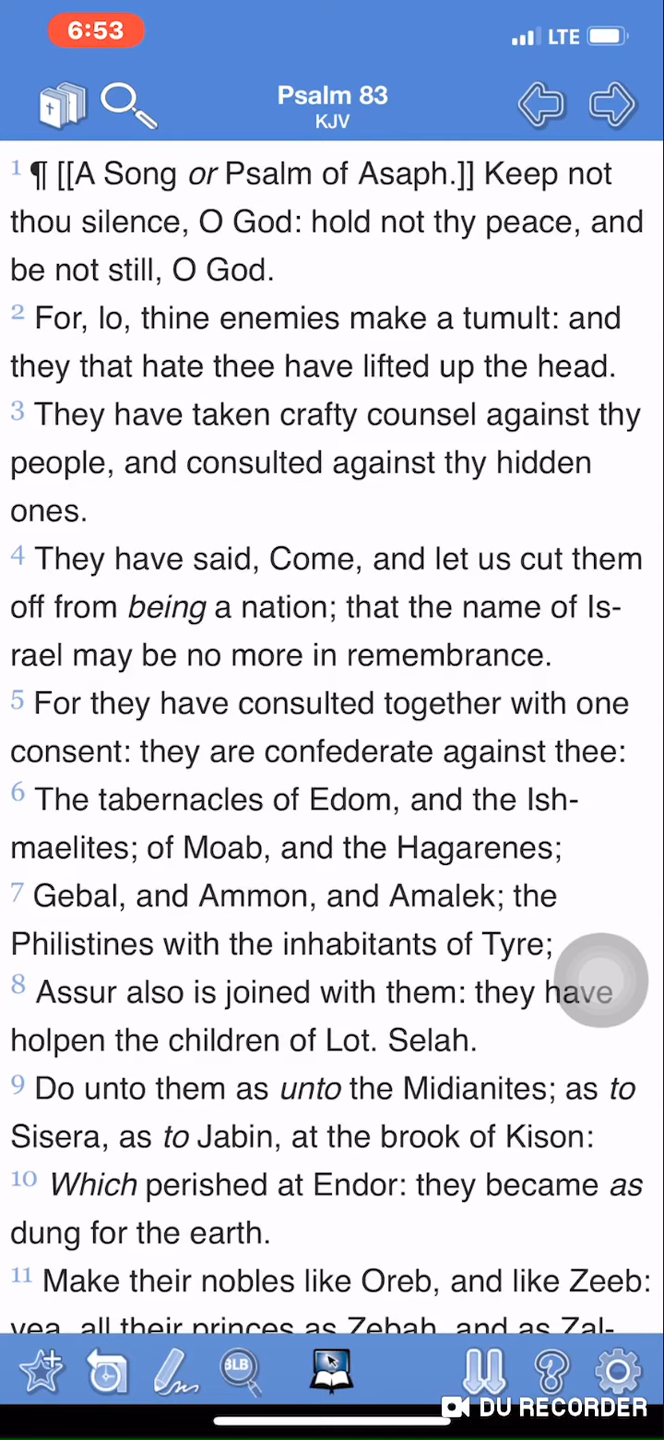 6:53
LTE
Psalm 83
KJV
1 ¶ [[A Song or Psalm of Asaph.]] Keep not
thou silence, O God: hold not thy peace, and
be not still, O God.
2 For, lo, thine enemies make a tumult: and
they that hate thee have lifted up the head.
3 They have taken crafty counsel against thy
people, and consulted against thy hidden
ones.
4 They have said, Come, and let us cut them
off from being a nation; that the name of Is-
rael may be no more in remembrance.
5 For they have consulted together with one
consent: they are confederate against thee:
6 The tabernacles of Edom, and the Ish-
maelites; of Moab, and the Hagarenes;
7 Gebal, and Ammon, and Amalek; the
Philistines with the inhabitants of Tyre;
8 Assur also is joined with them: they have
holpen the children of Lot. Selah.
9 Do unto them as unto the Midianites; as to
Sisera, as to Jabin, at the brook of Kison:
10 Which perished at Endor: they became as
dung for the earth.
11 Make their nobles like Oreb, and like Zeeb:
yea, all their princes as Zebah, and as Zal-
BLB
DU RECORDER